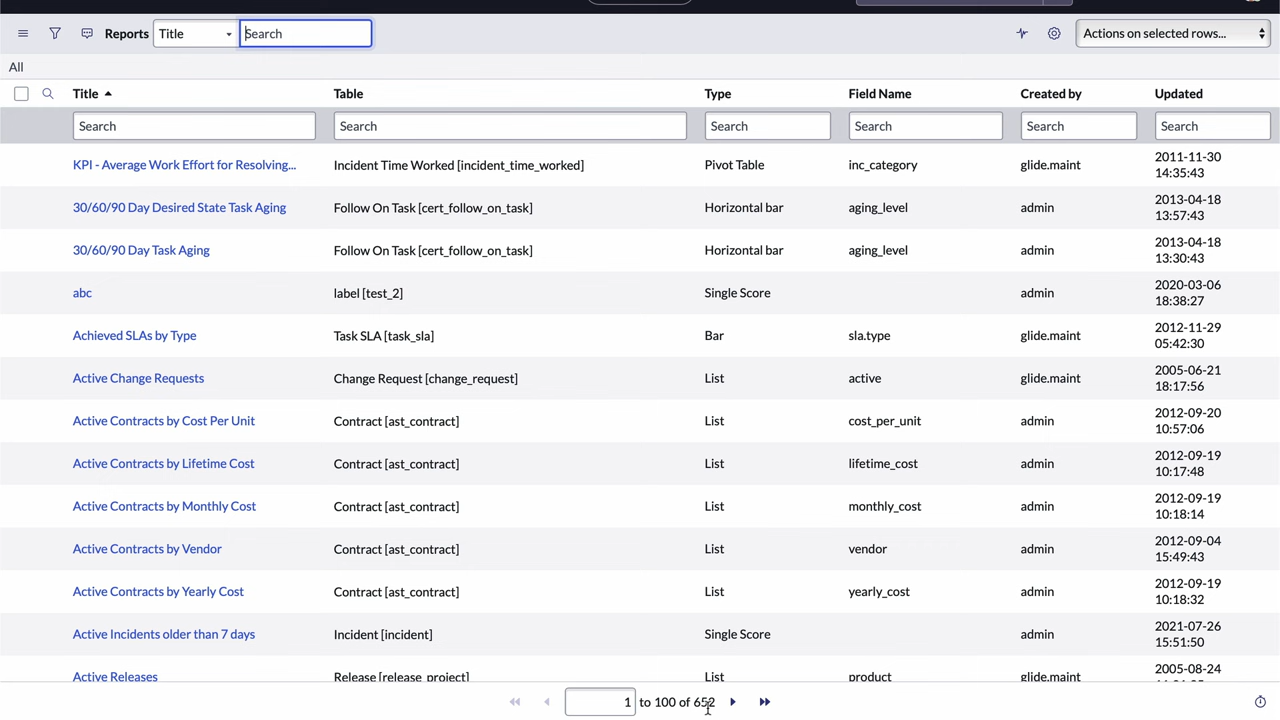 Reports Title Search Actions on selected rows...
All
Title Table Type Field Name Created by Updated
Search Search Search Search Search Search
KPI - Average Work Effort for Resolving... Incident Time Worked [incident_time_worked] Pivot Table inc_category glide.maint 2011-11-30 14:35:43
30/60/90 Day Desired State Task Aging Follow On Task [cert_follow_on_task] Horizontal bar aging_level admin 2013-04-18 13:57:43
30/60/90 Day Task Aging Follow On Task [cert_follow_on_task] Horizontal bar aging_level admin 2013-04-18 13:30:43
abc label [test_2] Single Score admin 2020-03-06 18:38:27
Achieved SLAs by Type Task SLA [task_sla] Bar sla.type glide.maint 2012-11-29 05:42:30
Active Change Requests Change Request [change_request] List active glide.maint 2005-06-21 18:17:56
Active Contracts by Cost Per Unit Contract [ast_contract] List cost_per_unit admin 2012-09-20 10:57:06
Active Contracts by Lifetime Cost Contract [ast_contract] List lifetime_cost admin 2012-09-19 10:17:48
Active Contracts by Monthly Cost Contract [ast_contract] List monthly_cost admin 2012-09-19 10:18:14
Active Contracts by Vendor Contract [ast_contract] List vendor admin 2012-09-04 15:49:43
Active Contracts by Yearly Cost Contract [ast_contract] List yearly_cost admin 2012-09-19 10:18:32
Active Incidents older than 7 days Incident [incident] Single Score admin 2021-07-26 15:51:50
Active Releases Release [release_project] List product glide.maint 2005-08-24
1 to 100 of 652